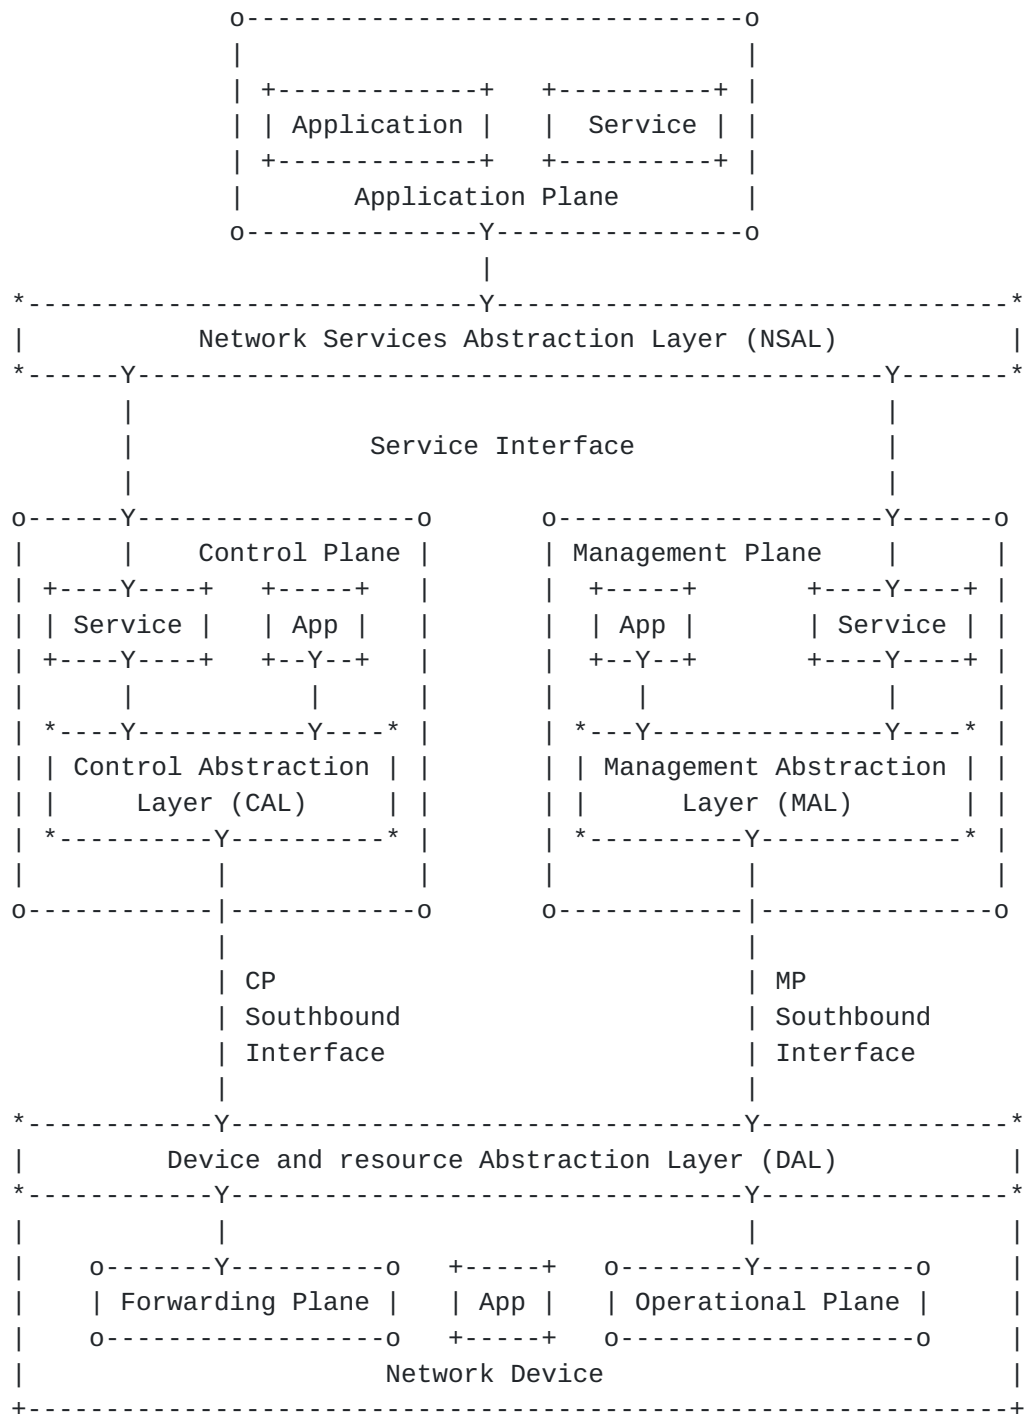 Application Service
Application Plane
Network Services Abstraction Layer (NSAL)
Service Interface
Control Plane Management Plane
Service App App Service
Control Abstraction Management Abstraction
Layer (CAL) Layer (MAL)
CP MP
Southbound Southbound
Interface Interface
Device and resource Abstraction Layer (DAL)
Forwarding Plane App Operational Plane
Network Device